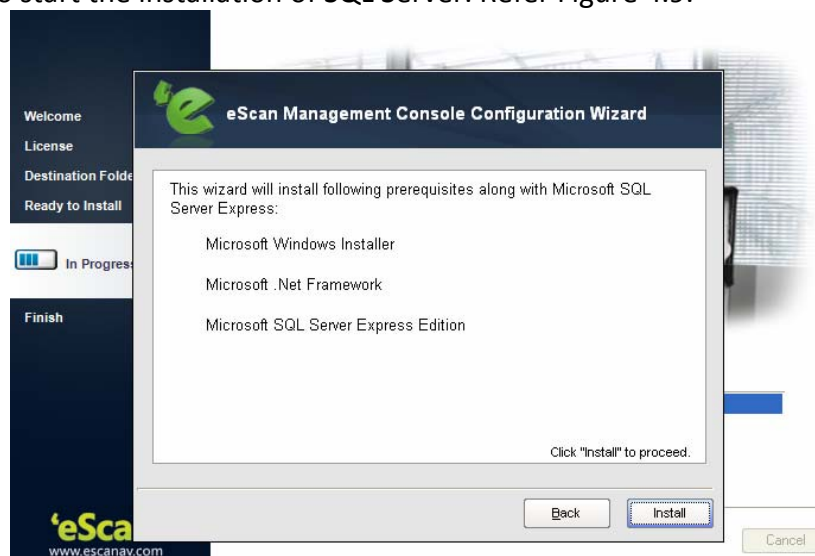 o start the installation of SQL Server. Refer Figure 4.9.
eScan Management Console Configuration Wizard
Welcome
License
Destination Folde
Ready to Install
In Progress
Finish
This wizard will install following prerequisites along with Microsoft SQL
Server Express:
Microsoft Windows Installer
Microsoft .Net Framework
Microsoft SQL Server Express Edition
Click "Install" to proceed.
Back
Install
Cancel
eSca
www.escanav.com